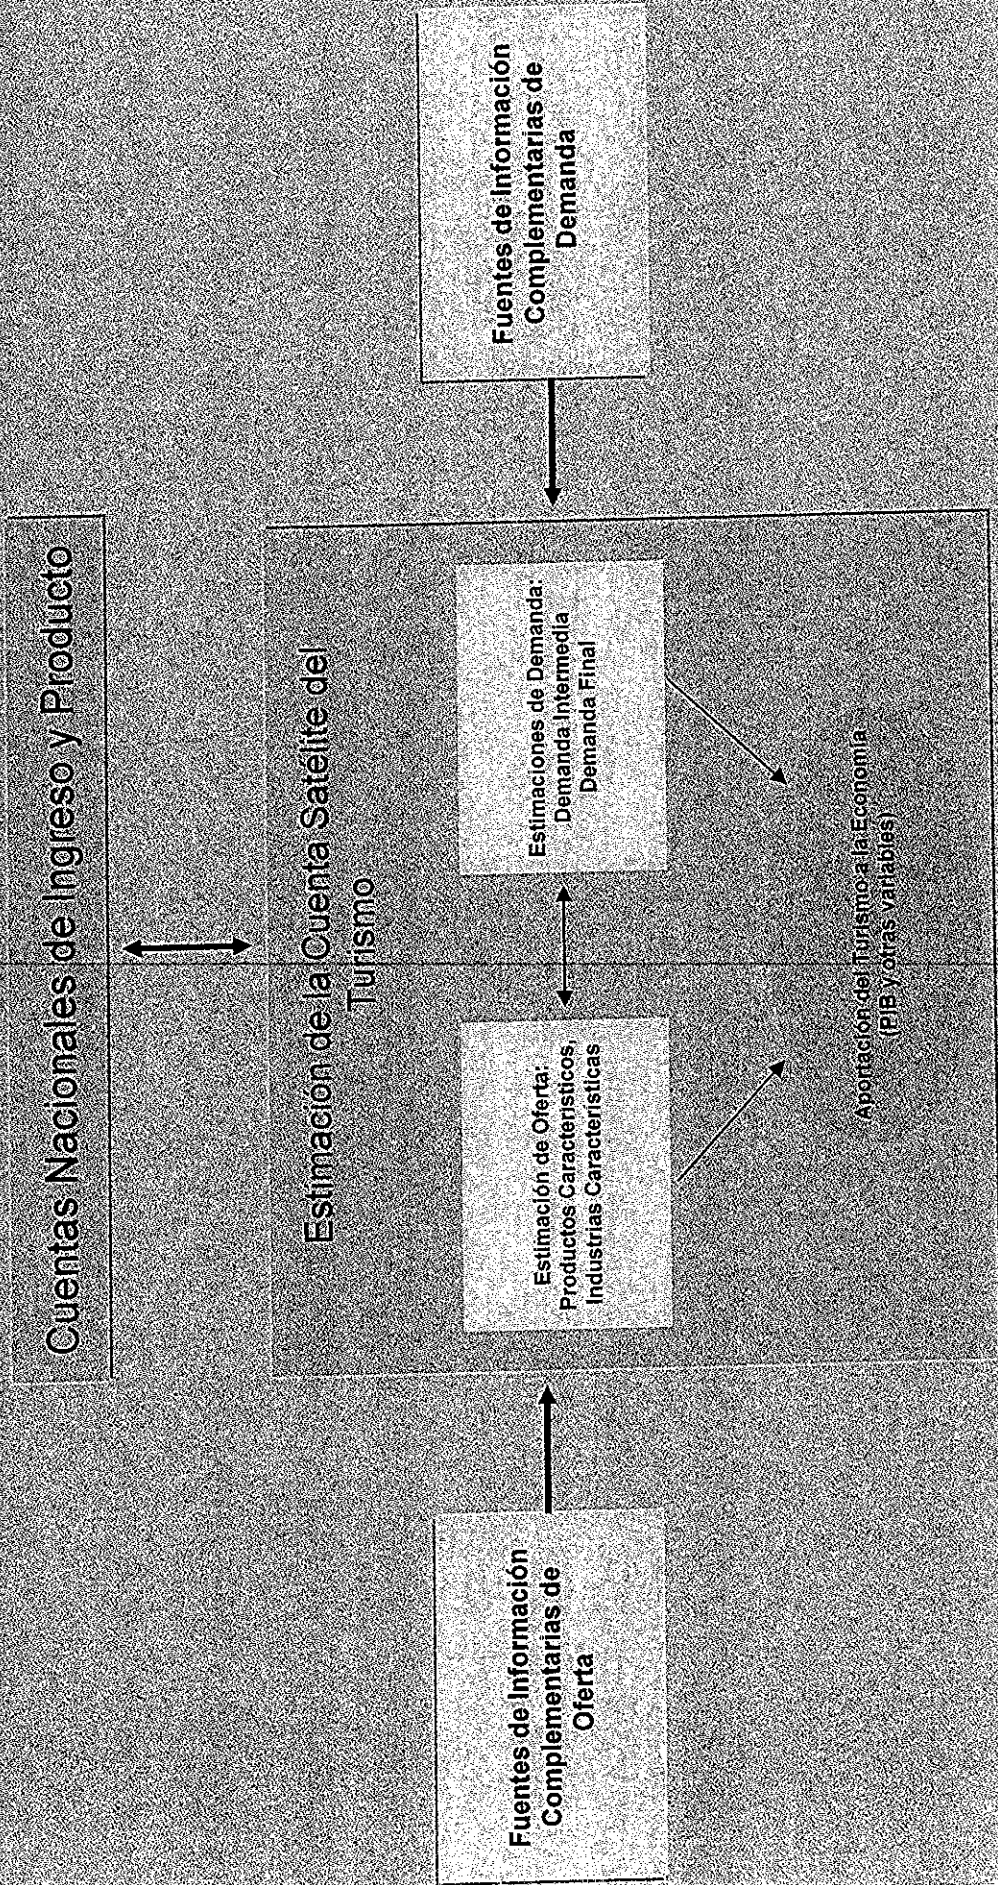 Cuentas Nacionales de Ingreso y Producto
Estimación de la Cuenta Satélite del
Turismo
Fuentes de Información
Complementarias de
Oferta
Estimación de Oferta:
Productos Característicos,
Industrias Características
Estimaciones de Demanda:
Demanda Intermedia
Demanda Final
Fuentes de Información
Complementarias de
Demanda
Aportación del Turismo a la Economía
(PIB y otras variables)